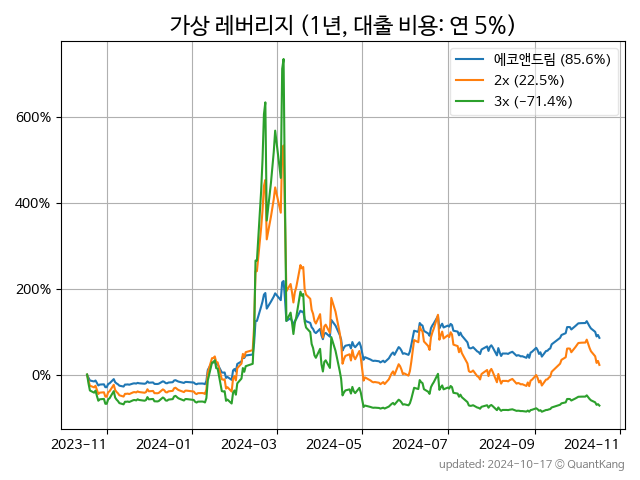 가상 레버리지 (1년, 대출 비용: 연 5%)
에코앤드림 (85.6%)
2x (22.5%)
3x (-71.4%)
600%
400%
200%
0%
2023-11 2024-01 2024-03 2024-05 2024-07 2024-09 2024-11
updated: 2024-10-17 © QuantKang